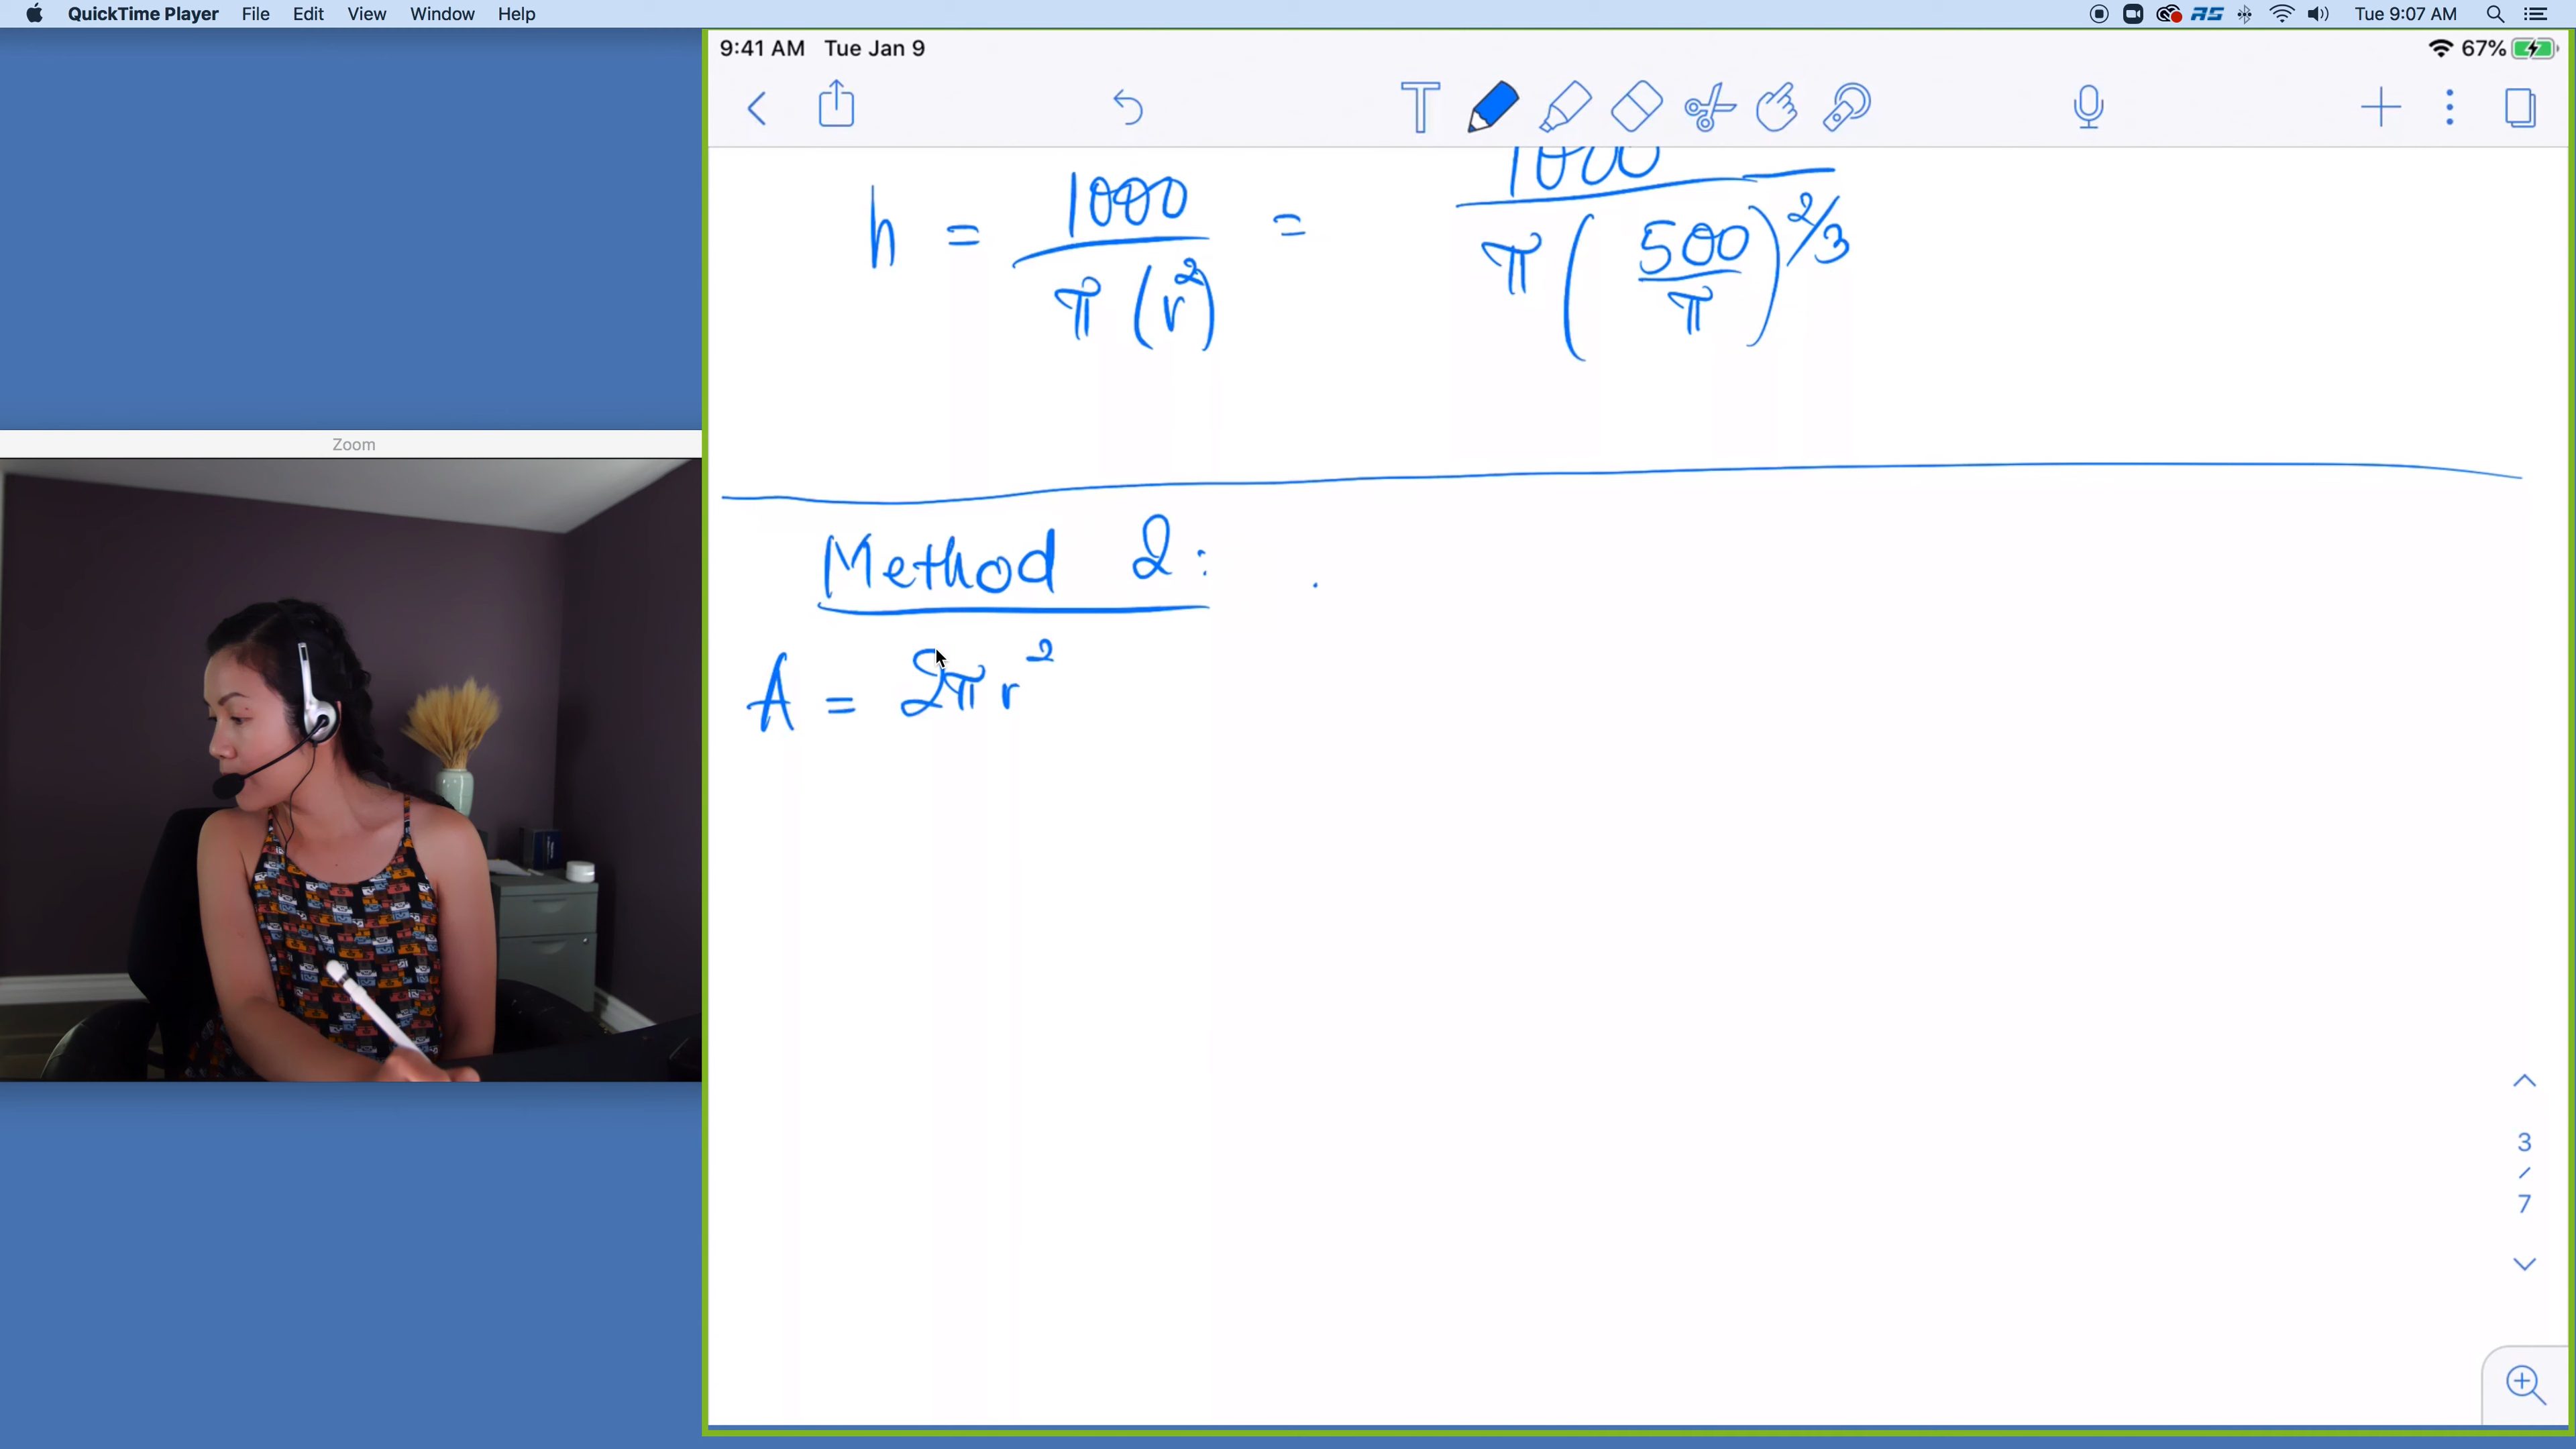 QuickTime Player File Edit View Window Help Tue 9:07 AM
9:41 AM Tue Jan 9 67%
h = 1000 / π (r²) = 1000 / π (500 / π)^2/3
Zoom
Method 2: .
A = 2πr²
3
/
7